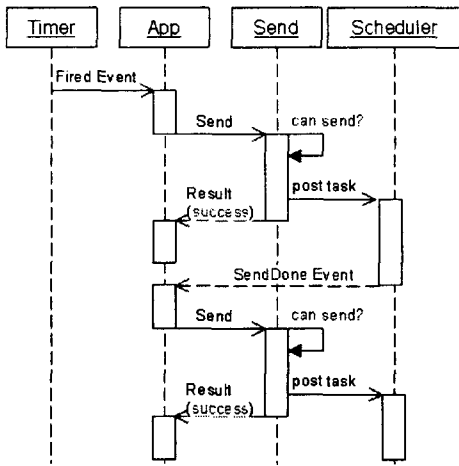 Timer App Send Scheduler
Fired Event
Send can send?
Result post task
(success)
SendDone Event
Send can send?
Result post task
(success)